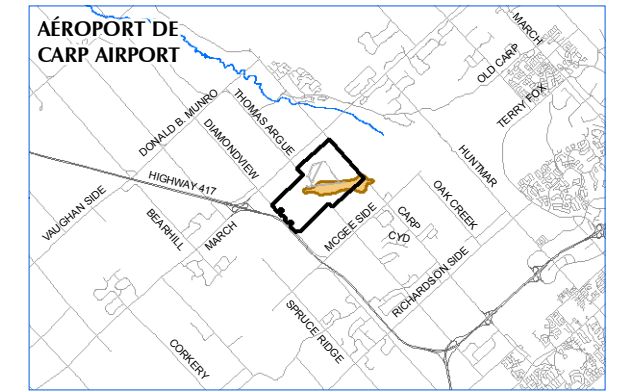 AÉROPORT DE
CARP AIRPORT
MARCH
OLD CARP
TERRY FOX
THOMAS ARGUE
DONALD B. MUNRO
DIAMONDVIEW
HUNTMAR
HIGHWAY 417
VAUGHAN SIDE
BEARHILL
MARCH
MCGEE SIDE
CARP
OAK CREEK
CYD
RICHARDSON SIDE
SPRUCE RIDGE
CORKERY